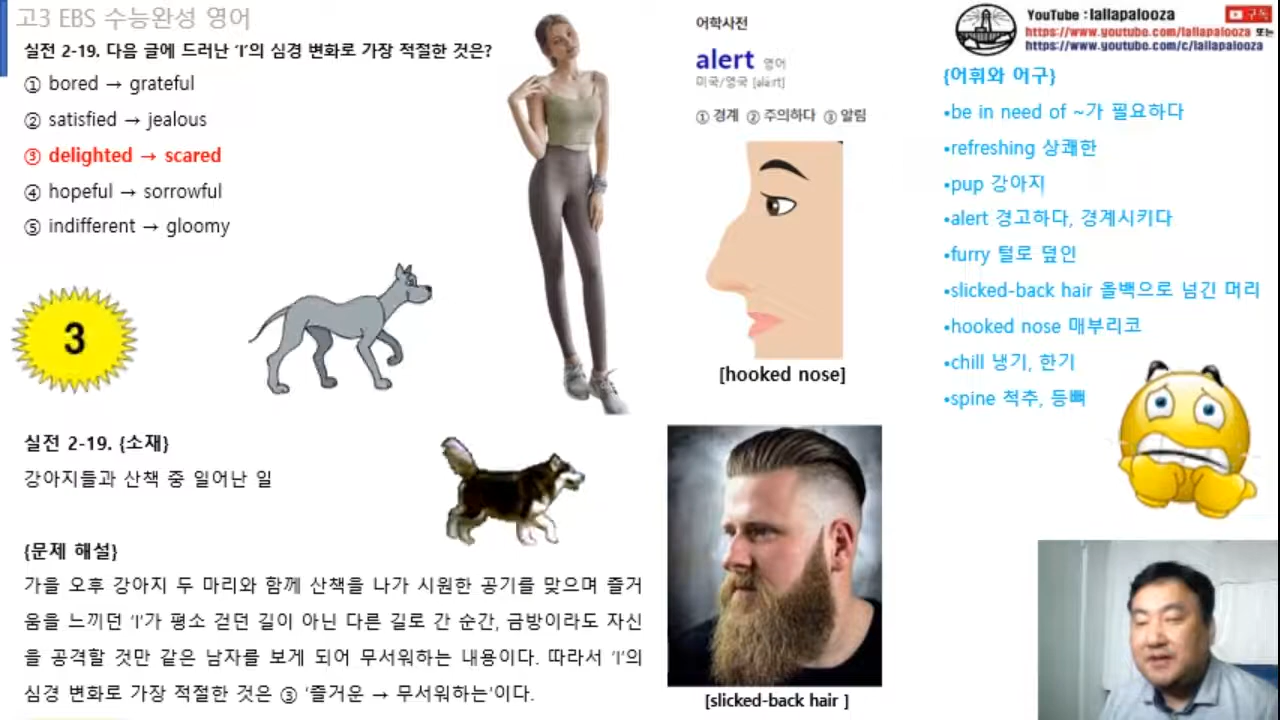 고3 EBS 수능완성 영어
실전 2-19. 다음 글에 드러난 'I'의 심경 변화로 가장 적절한 것은?
① bored → grateful
② satisfied → jealous
③ delighted → scared
④ hopeful → sorrowful
⑤ indifferent → gloomy
3
실전 2-19. {소재}
강아지들과 산책 중 일어난 일
{문제 해설}
가을 오후 강아지 두 마리와 함께 산책을 나가 시원한 공기를 맞으며 즐거
움을 느끼던 'I'가 평소 걷던 길이 아닌 다른 길로 간 순간, 금방이라도 자신
을 공격할 것만 같은 남자를 보게 되어 무서워하는 내용이다. 따라서 'I'의
심경 변화로 가장 적절한 것은 ③ '즐거운 → 무서워하는'이다.
어학사전
alert 영어
미국/영국 [əlɜ́:rt]
① 경계 ② 주의하다 ③ 알림
[hooked nose]
[slicked-back hair ]
YouTube : lallapalooza
구독
https://www.youtube.com/lallapalooza 또는
https://www.youtube.com/c/lallapalooza
{어휘와 어구}
•be in need of ~가 필요하다
•refreshing 상쾌한
•pup 강아지
•alert 경고하다, 경계시키다
•furry 털로 덮인
•slicked-back hair 올백으로 넘긴 머리
•hooked nose 매부리코
•chill 냉기, 한기
•spine 척추, 등뼈